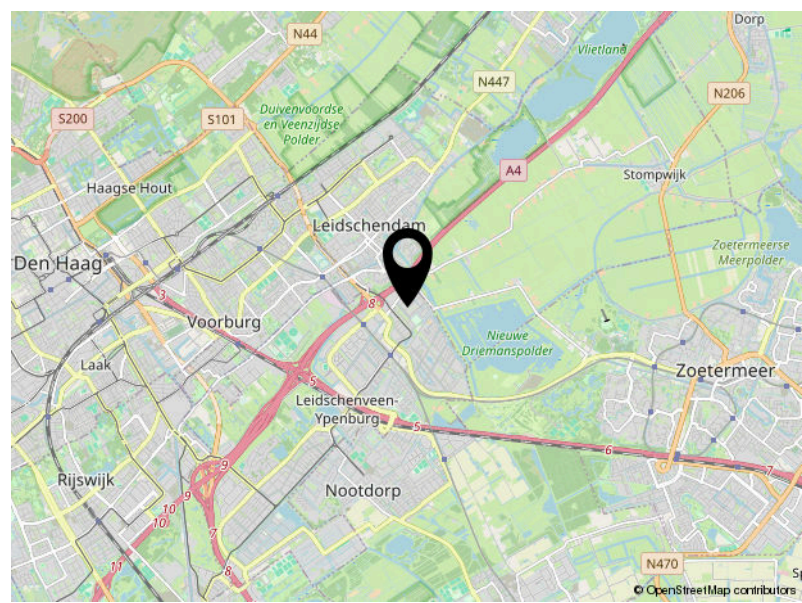 Dorp
N44
Vlietland
N447
N206
S200
S101
Duivenvoordse
en Veenzijdse
Polder
A4
Stompwijk
Haagse Hout
Leidschendam
Zoetermeerse
Meerpolder
Den Haag
3
8
Voorburg
Nieuwe
Driemanspolder
Laak
5
Zoetermeer
Leidschenveen-
Ypenburg
5
6
7
9
9
Rijswijk
9
Nootdorp
10
10
7
11
8
N470
Sp
© OpenStreetMap contributors